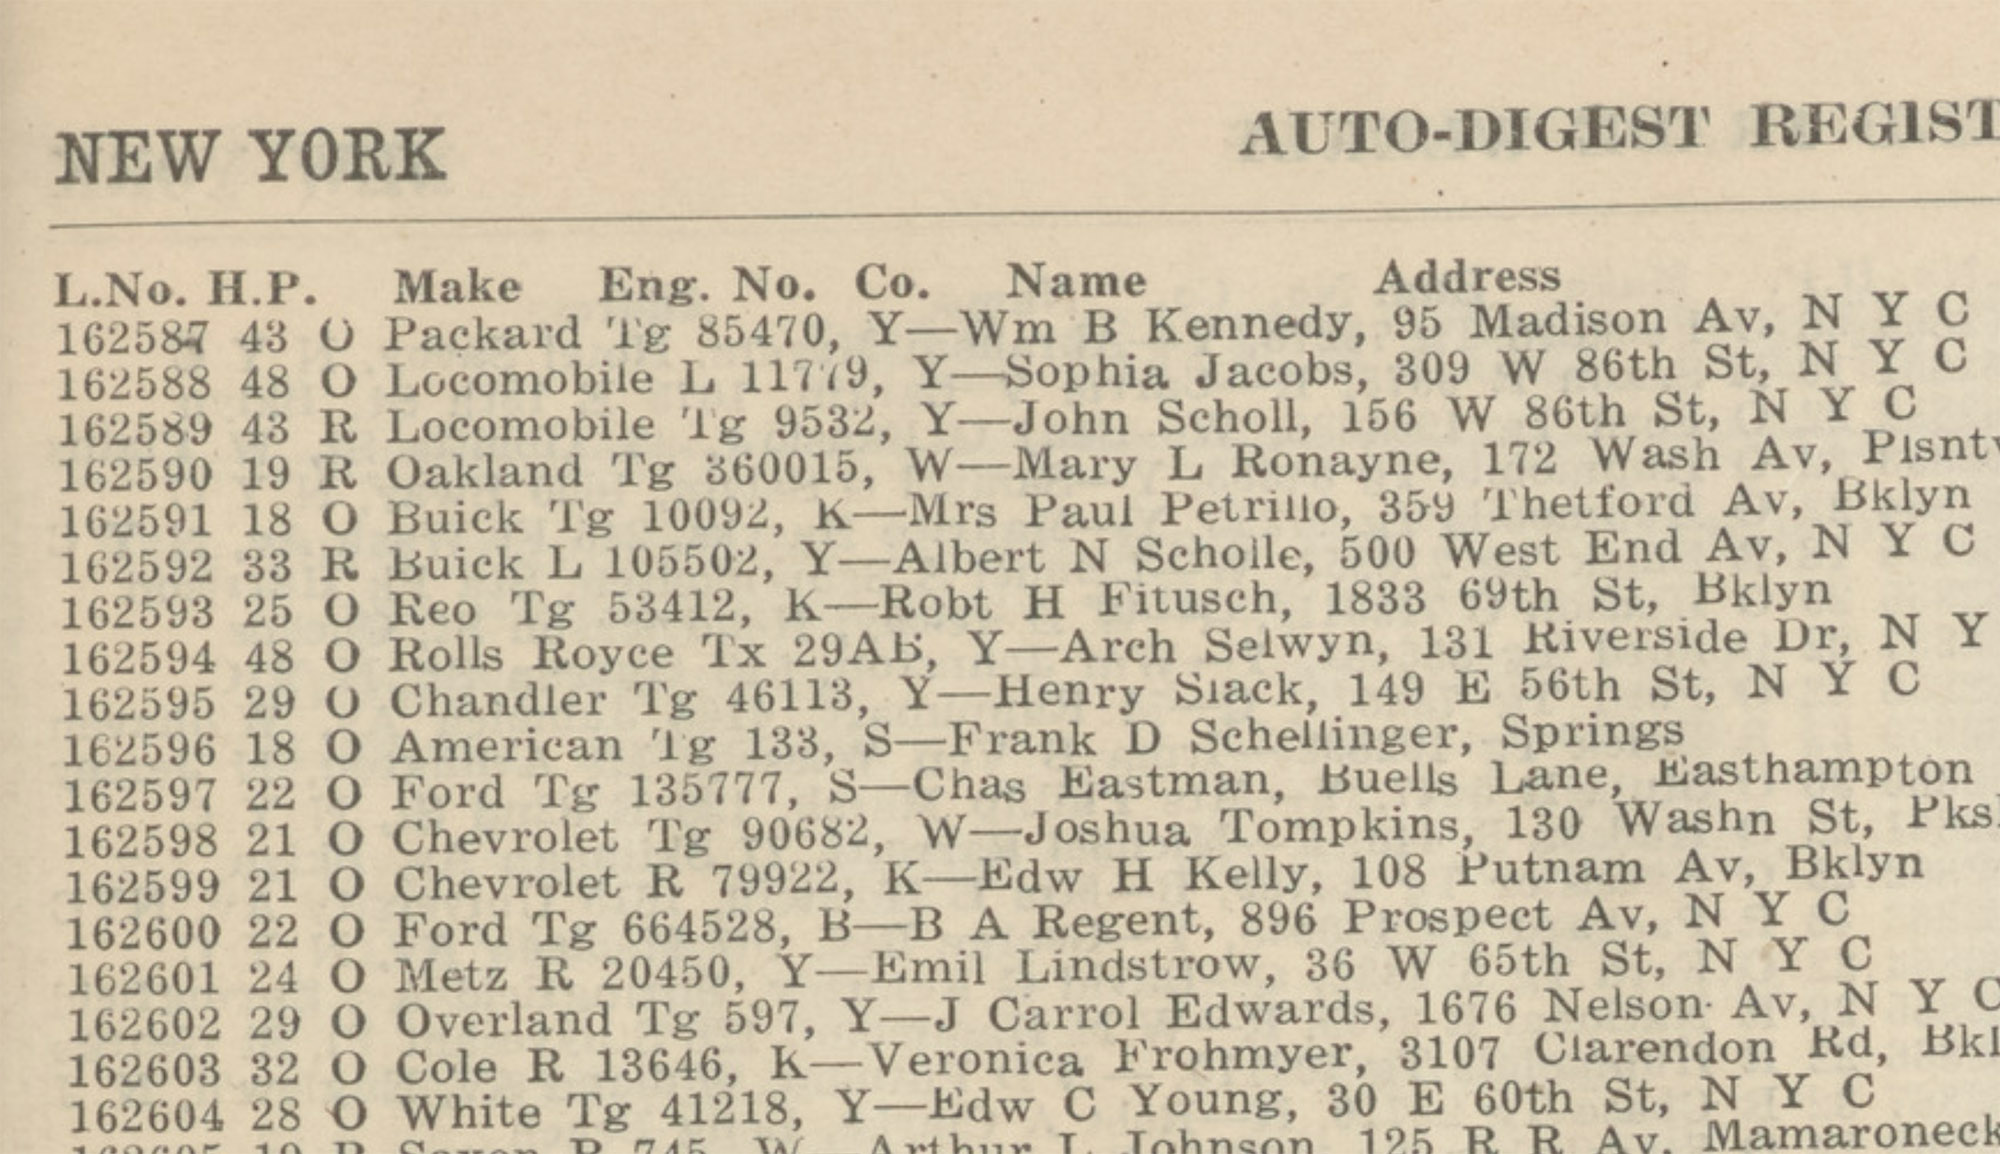 NEW YORK
AUTO-DIGEST REGIST
L.No. H.P. Make Eng. No. Co. Name Address
162587 43 O Packard Tg 85470, Y—Wm B Kennedy, 95 Madison Av, N Y C
162588 48 O Locomobile L 11779, Y—Sophia Jacobs, 309 W 86th St, N Y C
162589 43 R Locomobile Tg 9532, Y—John Scholl, 156 W 86th St, N Y C
162590 19 R Oakland Tg 360015, W—Mary L Ronayne, 172 Wash Av, Plsntv
162591 18 O Buick Tg 10092, K—Mrs Paul Petrillo, 359 Thetford Av, Bklyn
162592 33 R Buick L 105502, Y—Albert N Scholle, 500 West End Av, N Y C
162593 25 O Reo Tg 53412, K—Robt H Fitusch, 1833 69th St, Bklyn
162594 48 O Rolls Royce Tx 29AB, Y—Arch Selwyn, 131 Riverside Dr, N Y
162595 29 O Chandler Tg 46113, Y—Henry Slack, 149 E 56th St, N Y C
162596 18 O American Tg 133, S—Frank D Schellinger, Springs
162597 22 O Ford Tg 135777, S—Chas Eastman, Buells Lane, Easthampton
162598 21 O Chevrolet Tg 90682, W—Joshua Tompkins, 130 Washn St, Pksl
162599 21 O Chevrolet R 79922, K—Edw H Kelly, 108 Putnam Av, Bklyn
162600 22 O Ford Tg 664528, B—B A Regent, 896 Prospect Av, N Y C
162601 24 O Metz R 20450, Y—Emil Lindstrow, 36 W 65th St, N Y C
162602 29 O Overland Tg 597, Y—J Carrol Edwards, 1676 Nelson Av, N Y C
162603 32 O Cole R 13646, K—Veronica Frohmyer, 3107 Clarendon Rd, Bkl
162604 28 O White Tg 41218, Y—Edw C Young, 30 E 60th St, N Y C
162605 19 R Saxon R 745, W—Arthur L Johnson, 125 R R Av, Mamaroneck